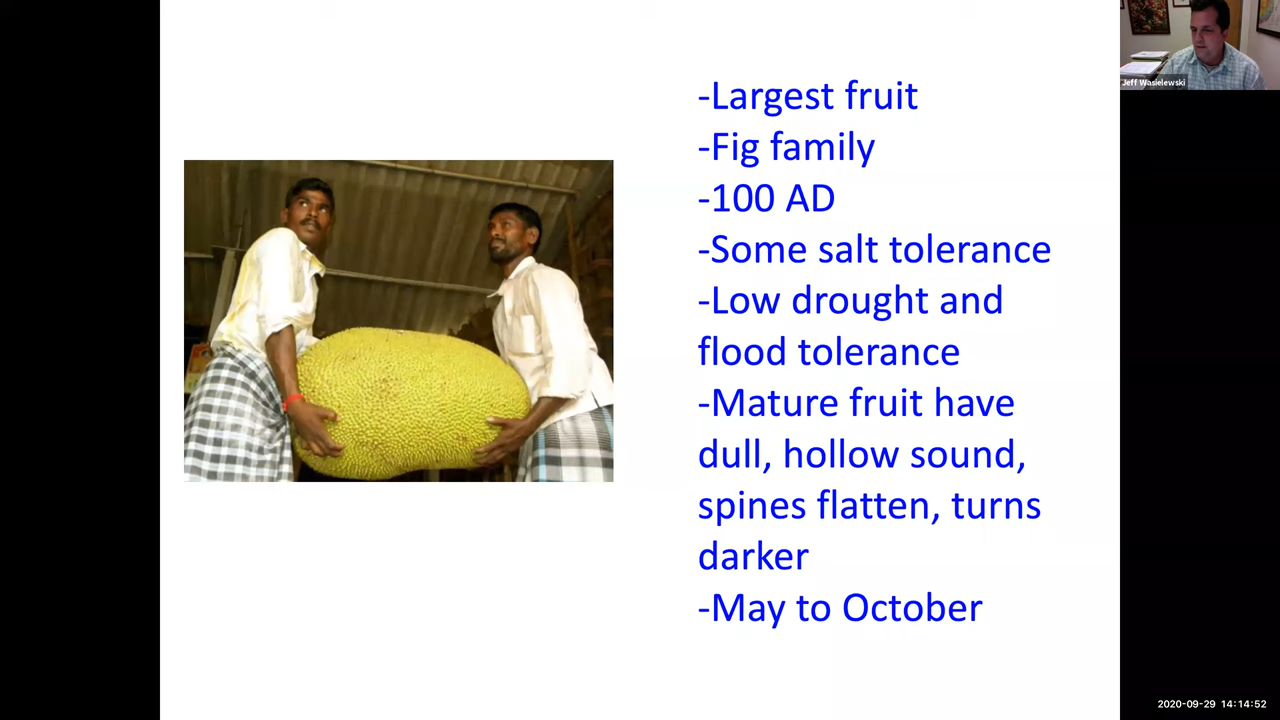 -Largest fruit
-Fig family
-100 AD
-Some salt tolerance
-Low drought and
flood tolerance
-Mature fruit have
dull, hollow sound,
spines flatten, turns
darker
-May to October
Jeff Wasielewski
2020-09-29 14:14:52